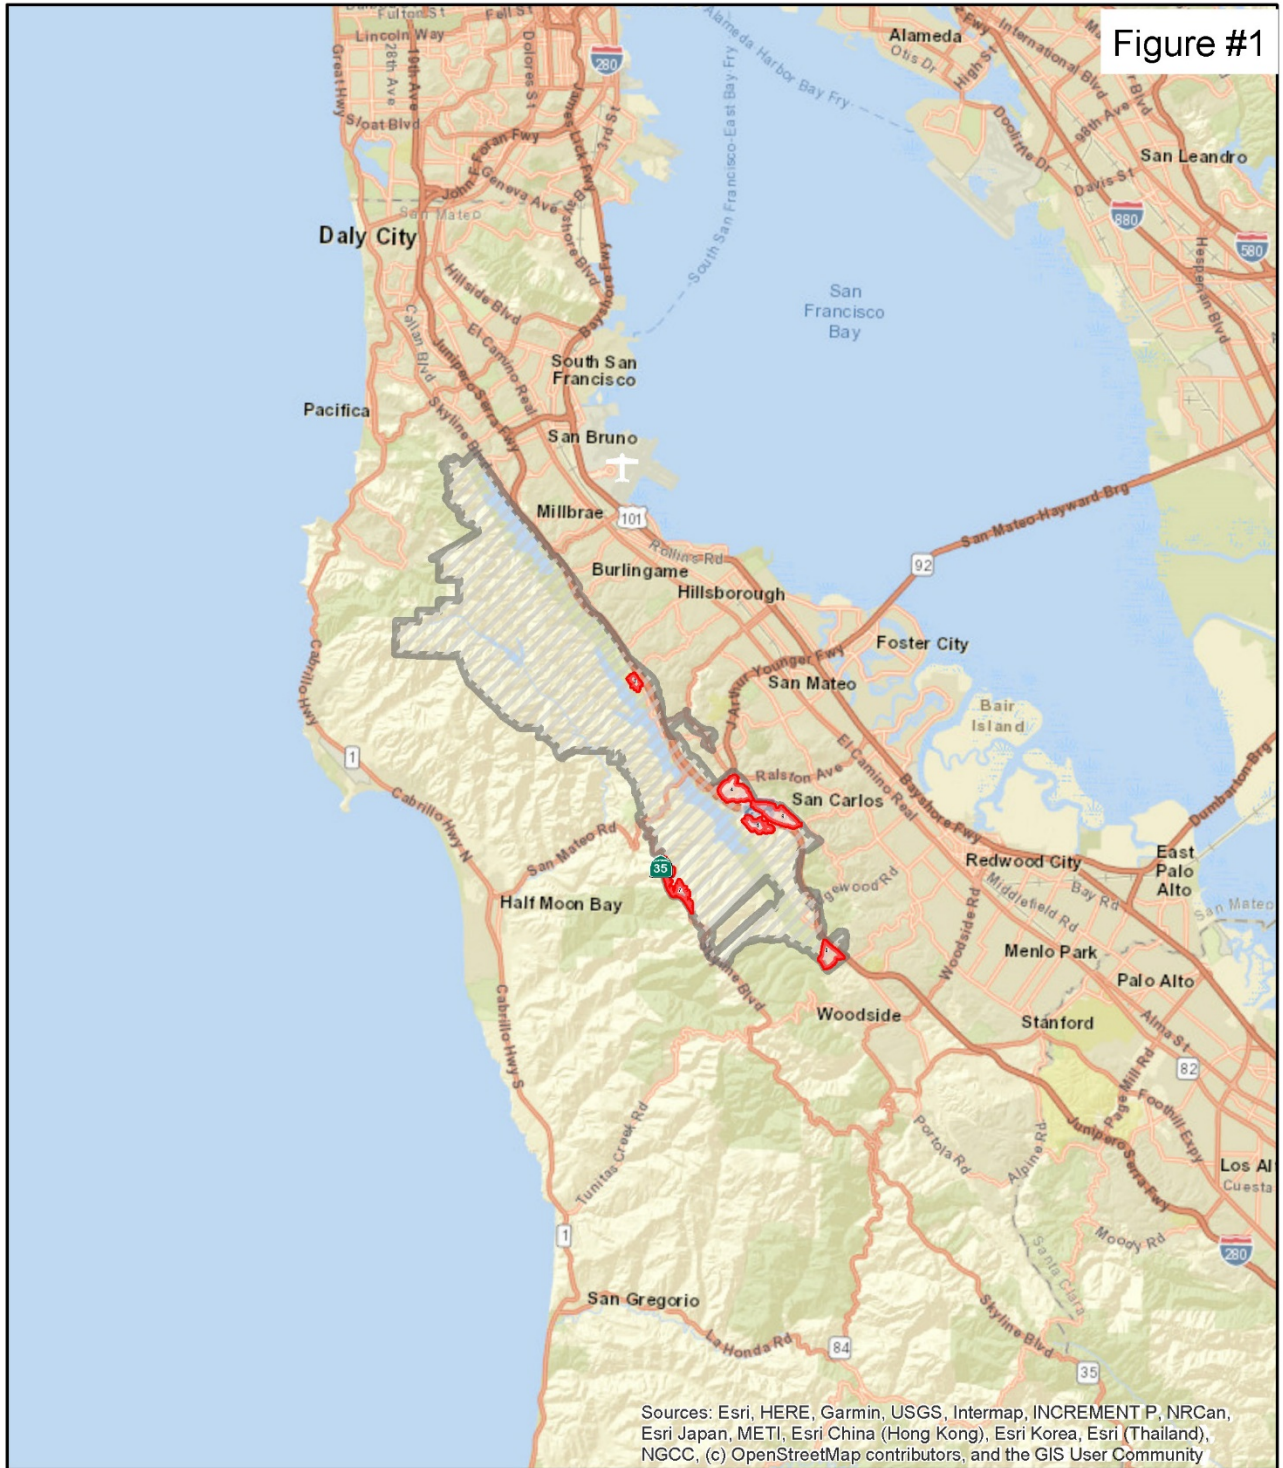 Figure #1
Fulton St
Fell St
Lincoln Way
Great Hwy
28th Ave
19th Ave
Dolores St
James Lick Fwy
280
3rd St
Sloat Blvd
John F Foran Fwy
Geneva Ave
Bayshore Blvd
San Mateo
Daly City
Bayshore Fwy
Hillside Blvd
Callan Blvd
El Camino Real
Junipero Serra Fwy
South San
Francisco
Skyline Blvd
Pacifica
San Bruno
Millbrae
101
Rollins Rd
Burlingame
Hillsborough
Alameda Harbor Bay Fry
South San Francisco-East Bay Fry
Alameda
Otis Dr
High St
International Blvd
Doolittle Dr
98th Ave
San Leandro
Davis St
880
580
Hesperian Blvd
San
Francisco
Bay
San Mateo-Hayward Brg
92
Foster City
J Arthur Younger Fwy
San Mateo
Bair
Island
El Camino Real
Ralston Ave
San Carlos
Bayshore Fwy
Dumbarton Brg
Cabrillo Hwy
1
Cabrillo Hwy N
San Mateo Rd
35
Half Moon Bay
Redwood City
East
Palo
Alto
Middlefield Rd
Bay Rd
San Mateo
Woodside Rd
Menlo Park
Palo Alto
Woodside
Stanford
Alma St
82
Page Mill Rd
Foothill Expy
Cabrillo Hwy S
Tunitas Creek Rd
Portola Rd
Alpine Rd
Junipero Serra Fwy
Los Al
Cuesta
Moody Rd
280
Santa Clara
1
San Gregorio
La Honda Rd
84
Skyline Blvd
35
Sources: Esri, HERE, Garmin, USGS, Intermap, INCREMENT P, NRCan,
Esri Japan, METI, Esri China (Hong Kong), Esri Korea, Esri (Thailand),
NGCC, (c) OpenStreetMap contributors, and the GIS User Community